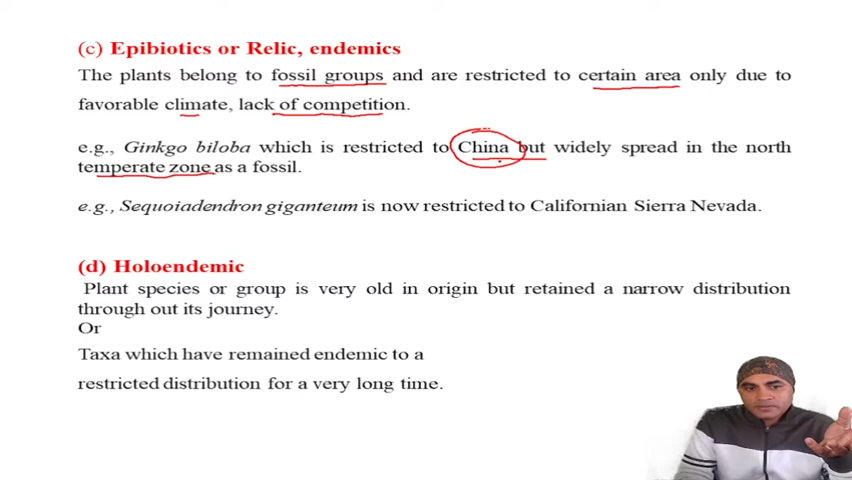 (c) Epibiotics or Relic, endemics
The plants belong to fossil groups and are restricted to certain area only due to
favorable climate, lack of competition.
e.g., Ginkgo biloba which is restricted to China but widely spread in the north
temperate zone as a fossil.
e.g., Sequoiadendron giganteum is now restricted to Californian Sierra Nevada.
(d) Holoendemic
Plant species or group is very old in origin but retained a narrow distribution
through out its journey.
Or
Taxa which have remained endemic to a
restricted distribution for a very long time.